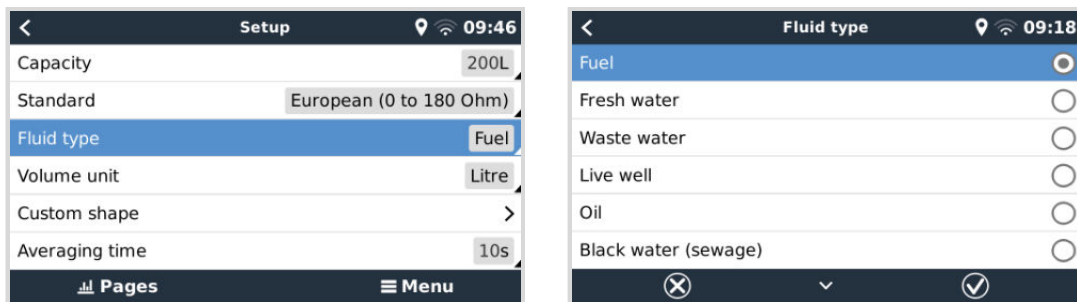 Setup 09:46
Capacity 200L
Standard European (0 to 180 Ohm)
Fluid type Fuel
Volume unit Litre
Custom shape
Averaging time 10s
Pages Menu
Fluid type 09:18
Fuel
Fresh water
Waste water
Live well
Oil
Black water (sewage)